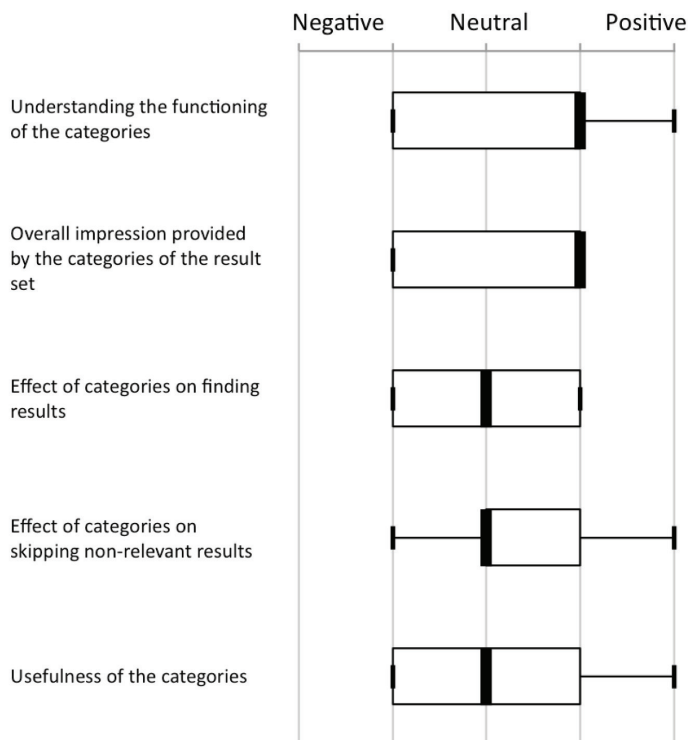 Negative Neutral Positive
Understanding the functioning
of the categories
Overall impression provided
by the categories of the result
set
Effect of categories on finding
results
Effect of categories on
skipping non-relevant results
Usefulness of the categories